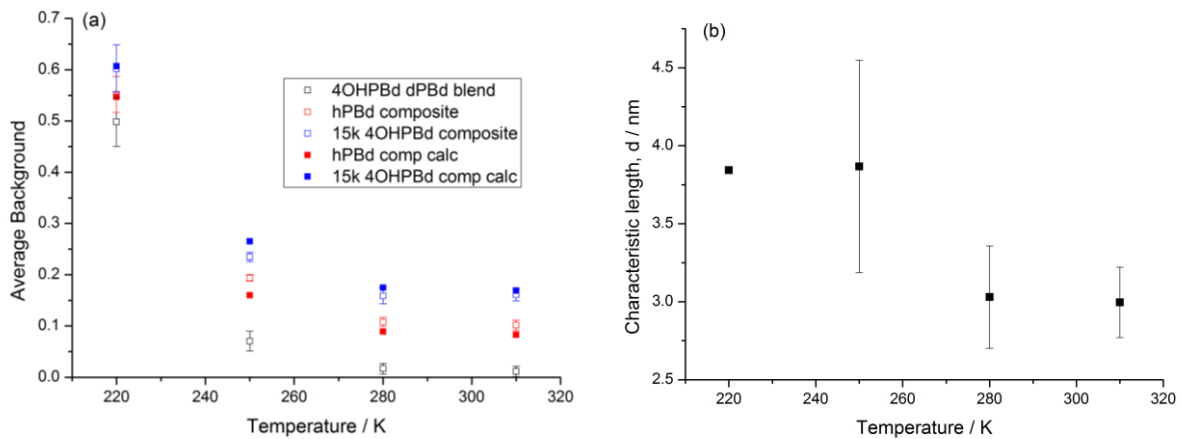 (a)
0.7
0.6
0.5
0.4
0.3
0.2
0.1
0.0
Average Background
4OHPBd dPBd blend
hPBd composite
15k 4OHPBd composite
hPBd comp calc
15k 4OHPBd comp calc
220 240 260 280 300 320
Temperature / K
(b)
4.5
4.0
3.5
3.0
2.5
Characteristic length, d / nm
220 240 260 280 300 320
Temperature / K